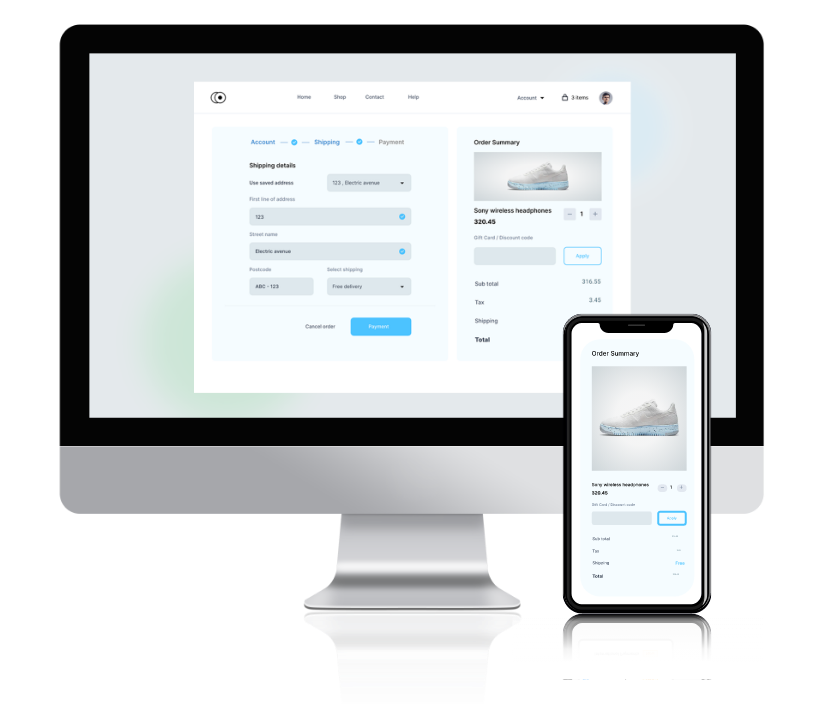 Home Shop Contact Help Account 3 items
Account Shipping Payment
Shipping details
Use saved address 123 , Electric avenue
First line of address
123
Street name
Electric avenue
Postcode Select shipping
ABC - 123 Free delivery
Cancel order Payment
Order Summary
Sony wireless headphones
320.45
1
Gift Card / Discount code
Apply
Sub total 316.55
Tax 3.45
Shipping
Total
Order Summary
Sony wireless headphones
320.45
1
Gift Card / Discount code
Apply
Sub total
Tax
Shipping Free
Total